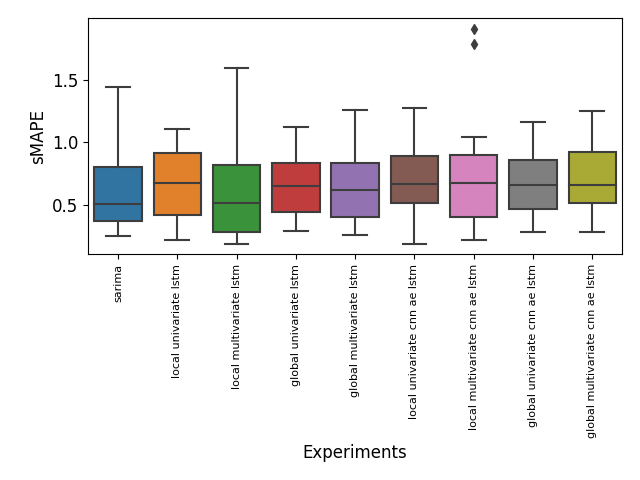 sMAPE
1.5
1.0
0.5
sarima
local univariate lstm
local multivariate lstm
global univariate lstm
global multivariate lstm
local univariate cnn ae lstm
local multivariate cnn ae lstm
global univariate cnn ae lstm
global multivariate cnn ae lstm
Experiments